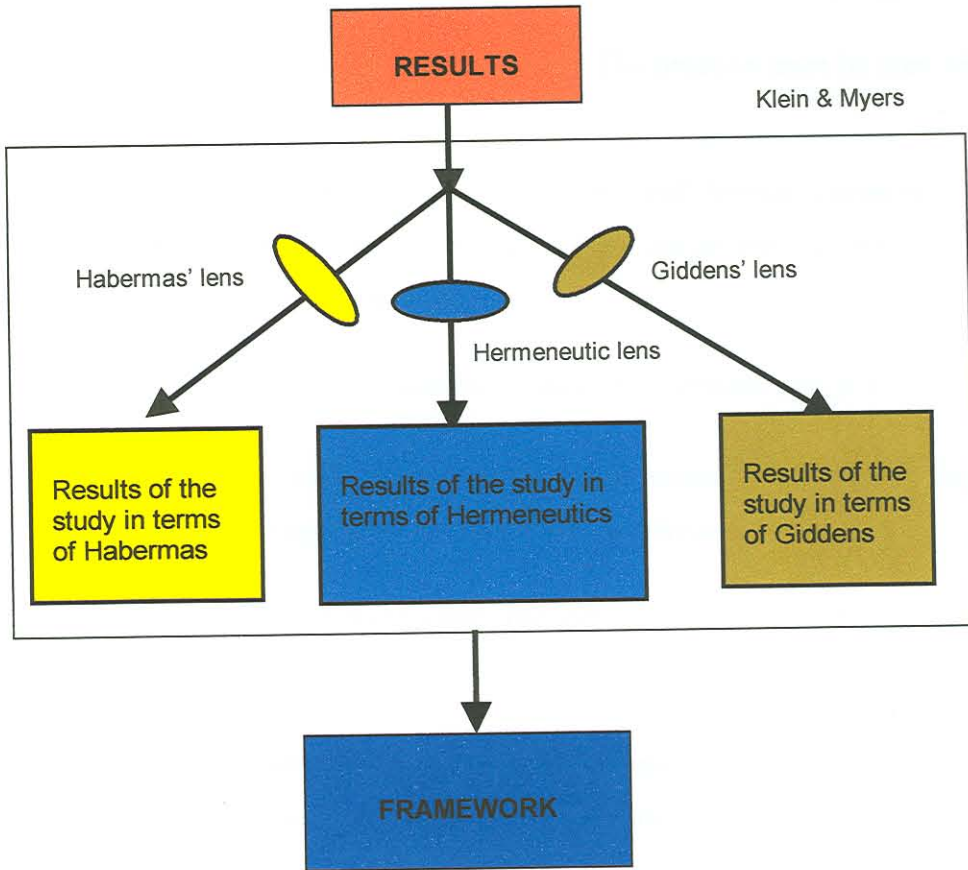 RESULTS
Klein & Myers
Habermas' lens
Giddens' lens
Hermeneutic lens
Results of the
study in terms
of Habermas
Results of the study in
terms of Hermeneutics
Results of the
study in terms
of Giddens
FRAMEWORK